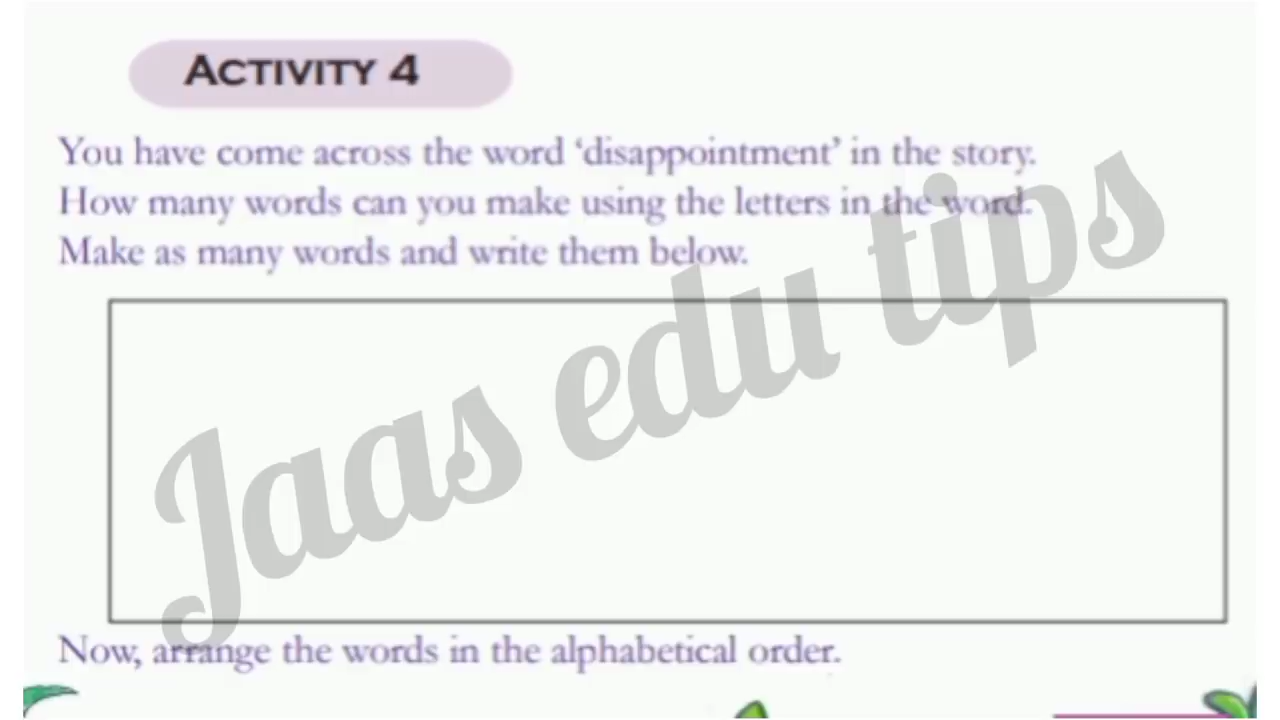 ACTIVITY 4
You have come across the word ‘disappointment’ in the story.
How many words can you make using the letters in the word.
Make as many words and write them below.
Jaas edu tips
Now, arrange the words in the alphabetical order.